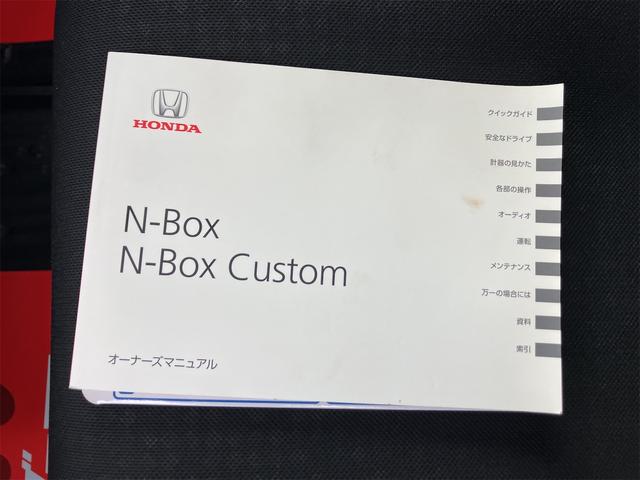 HONDA
N-Box
N-Box Custom
オーナーズマニュアル
クイックガイド
安全なドライブ
計器の見かた
各部の操作
オーディオ
運転
メンテナンス
万一の場合には
資料
索引